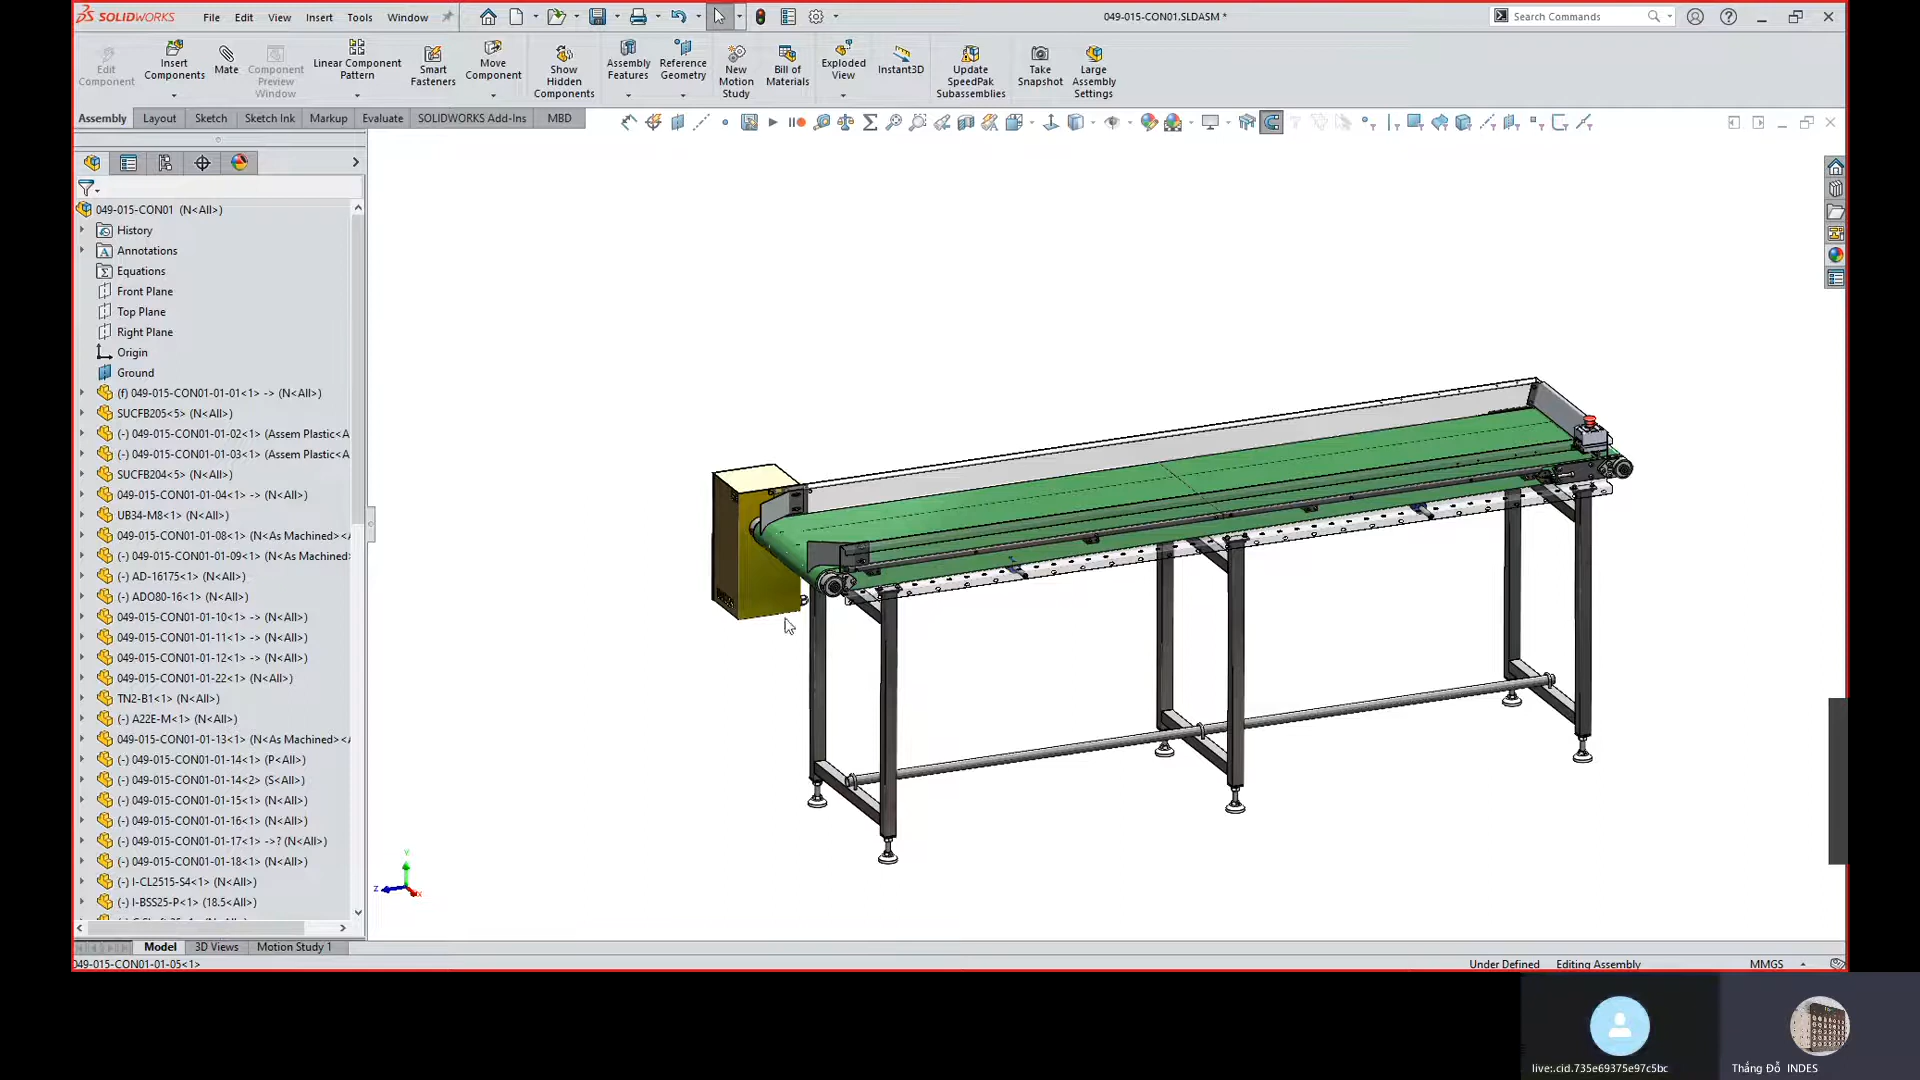 SOLIDWORKS File Edit View Insert Tools Window 049-015-CON01.SLDASM * Search Commands
Edit Component
Insert Components
Mate
Component Preview Window
Linear Component Pattern
Smart Fasteners
Move Component
Show Hidden Components
Assembly Features
Reference Geometry
New Motion Study
Bill of Materials
Exploded View
Instant3D
Update SpeedPak Subassemblies
Take Snapshot
Large Assembly Settings
Assembly Layout Sketch Sketch Ink Markup Evaluate SOLIDWORKS Add-Ins MBD
049-015-CON01 (N<All>)
History
Annotations
Equations
Front Plane
Top Plane
Right Plane
Origin
Ground
(f) 049-015-CON01-01-01<1> -> (N<All>)
SUCFB205<5> (N<All>)
(-) 049-015-CON01-01-02<1> (Assem Plastic<A
(-) 049-015-CON01-01-03<1> (Assem Plastic<A
SUCFB204<5> (N<All>)
049-015-CON01-01-04<1> -> (N<All>)
UB34-M8<1> (N<All>)
049-015-CON01-01-08<1> (N<As Machined><A
(-) 049-015-CON01-01-09<1> (N<As Machined>
(-) AD-16175<1> (N<All>)
(-) ADO80-16<1> (N<All>)
049-015-CON01-01-10<1> -> (N<All>)
049-015-CON01-01-11<1> -> (N<All>)
049-015-CON01-01-12<1> -> (N<All>)
049-015-CON01-01-22<1> (N<All>)
TN2-B1<1> (N<All>)
(-) A22E-M<1> (N<All>)
049-015-CON01-01-13<1> (N<As Machined><A
(-) 049-015-CON01-01-14<1> (P<All>)
(-) 049-015-CON01-01-14<2> (S<All>)
(-) 049-015-CON01-01-15<1> (N<All>)
(-) 049-015-CON01-01-16<1> (N<All>)
(-) 049-015-CON01-01-17<1> ->? (N<All>)
(-) 049-015-CON01-01-18<1> (N<All>)
(-) I-CL2515-S4<1> (N<All>)
(-) I-BSS25-P<1> (18.5<All>)
Y
Z
X
Model 3D Views Motion Study 1
049-015-CON01-01-05<1> Under Defined Editing Assembly MMGS
live:.cid.735e69375e97c5bc Thắng Đỗ INDES